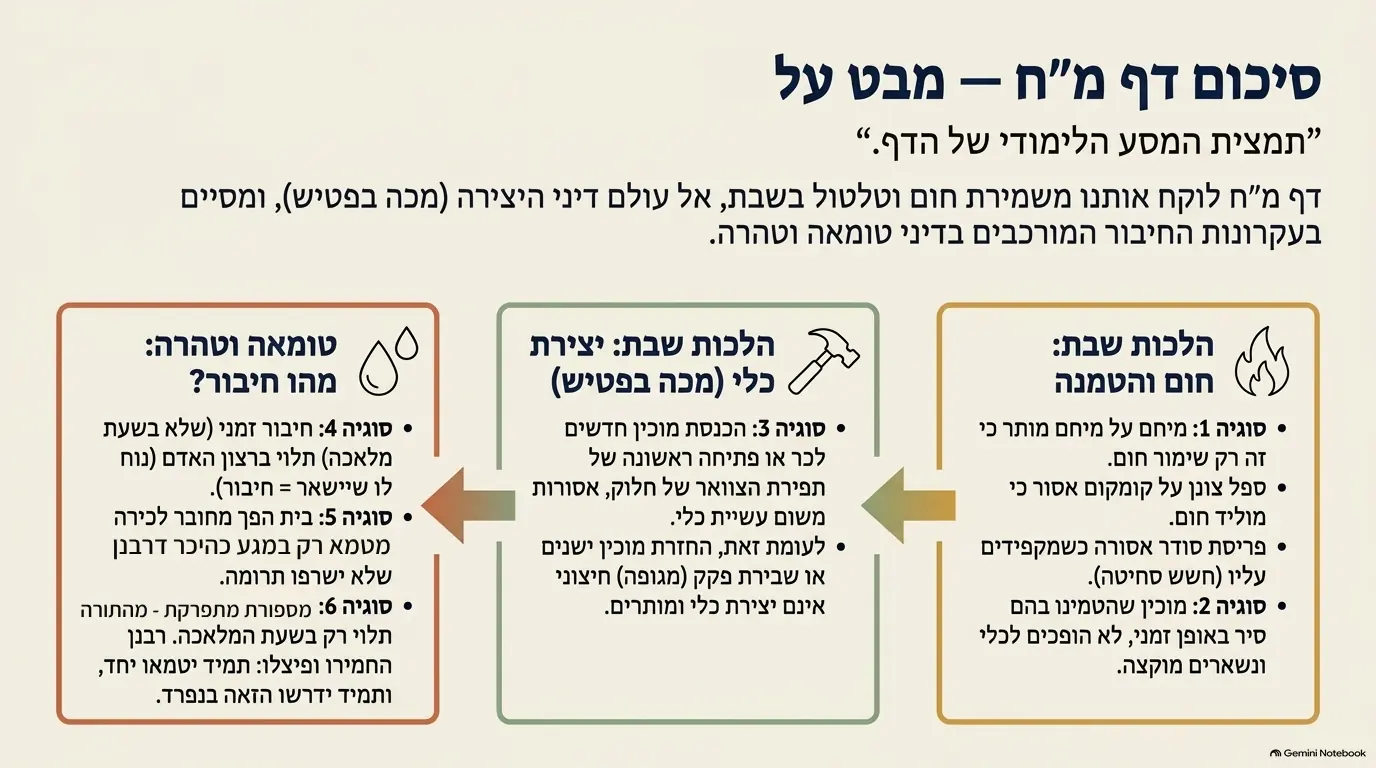 סיכום דף מ"ח – מבט על
"תמצית המסע הלימודי של הדף."
דף מ"ח לוקח אותנו משמירת חום וטלטול בשבת, אל עולם דיני היצירה (מכה בפטיש), ומסיים
בעקרונות החיבור המורכבים בדיני טומאה וטהרה.
הלכות שבת:
חום והטמנה
• סוגיה 1: מיחם על מיחם מותר כי
זה רק שימור חום.
• ספל צונן על קומקום אסור כי
מוליד חום.
• פריסת סודר אסורה כשמקפידים
עליו (חשש סחיטה).
• סוגיה 2: מוכין שהטמינו בהם
סיר באופן זמני, לא הופכים לכלי
ונשארים מוקצה.
הלכות שבת: יצירת
כלי (מכה בפטיש)
• סוגיה 3: הכנסת מוכין חדשים
לכר או פתיחה ראשונה של
תפירת הצוואר של חלוק, אסורות
משום עשיית כלי.
• לעומת זאת, החזרת מוכין ישנים
או שבירת פקק (מגופה) חיצוני
אינם יצירת כלי ומותרים.
טומאה וטהרה:
מהו חיבור?
• סוגיה 4: חיבור זמני (שלא בשעת
מלאכה) תלוי ברצון האדם (נוח
לו שיישאר = חיבור).
• סוגיה 5: בית הפך מחובר לכירה
מטמא רק במגע כהיכר דרבנן
שלא ישרפו תרומה.
• סוגיה 6: מספורת מתפרקת - מהתורה
תלוי רק בשעת המלאכה. רבנן
החמירו ופיצלו: תמיד יטמאו יחד,
ותמיד ידרשו הזאה בנפרד.
Gemini Notebook